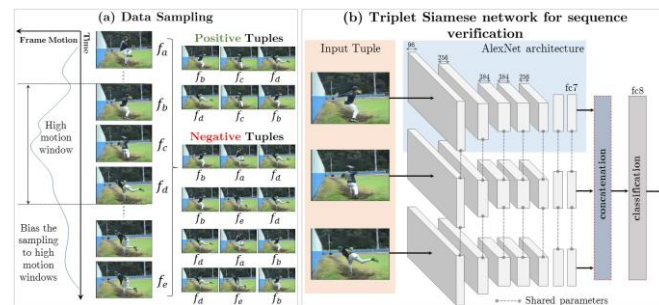 (a) Data Sampling
Frame Motion
Time
High
motion
window
Bias the
sampling to
high motion
windows
f_a
f_b
f_c
f_d
f_e
Positive Tuples
f_b f_c f_d
f_d f_c f_b
Negative Tuples
f_b f_a f_d
f_b f_e f_d
f_d f_a f_b
f_d f_e f_b
(b) Triplet Siamese network for sequence
verification
Input Tuple
AlexNet architecture
96
256
384 384 256
fc7
fc8
concatenation
classification
Shared parameters